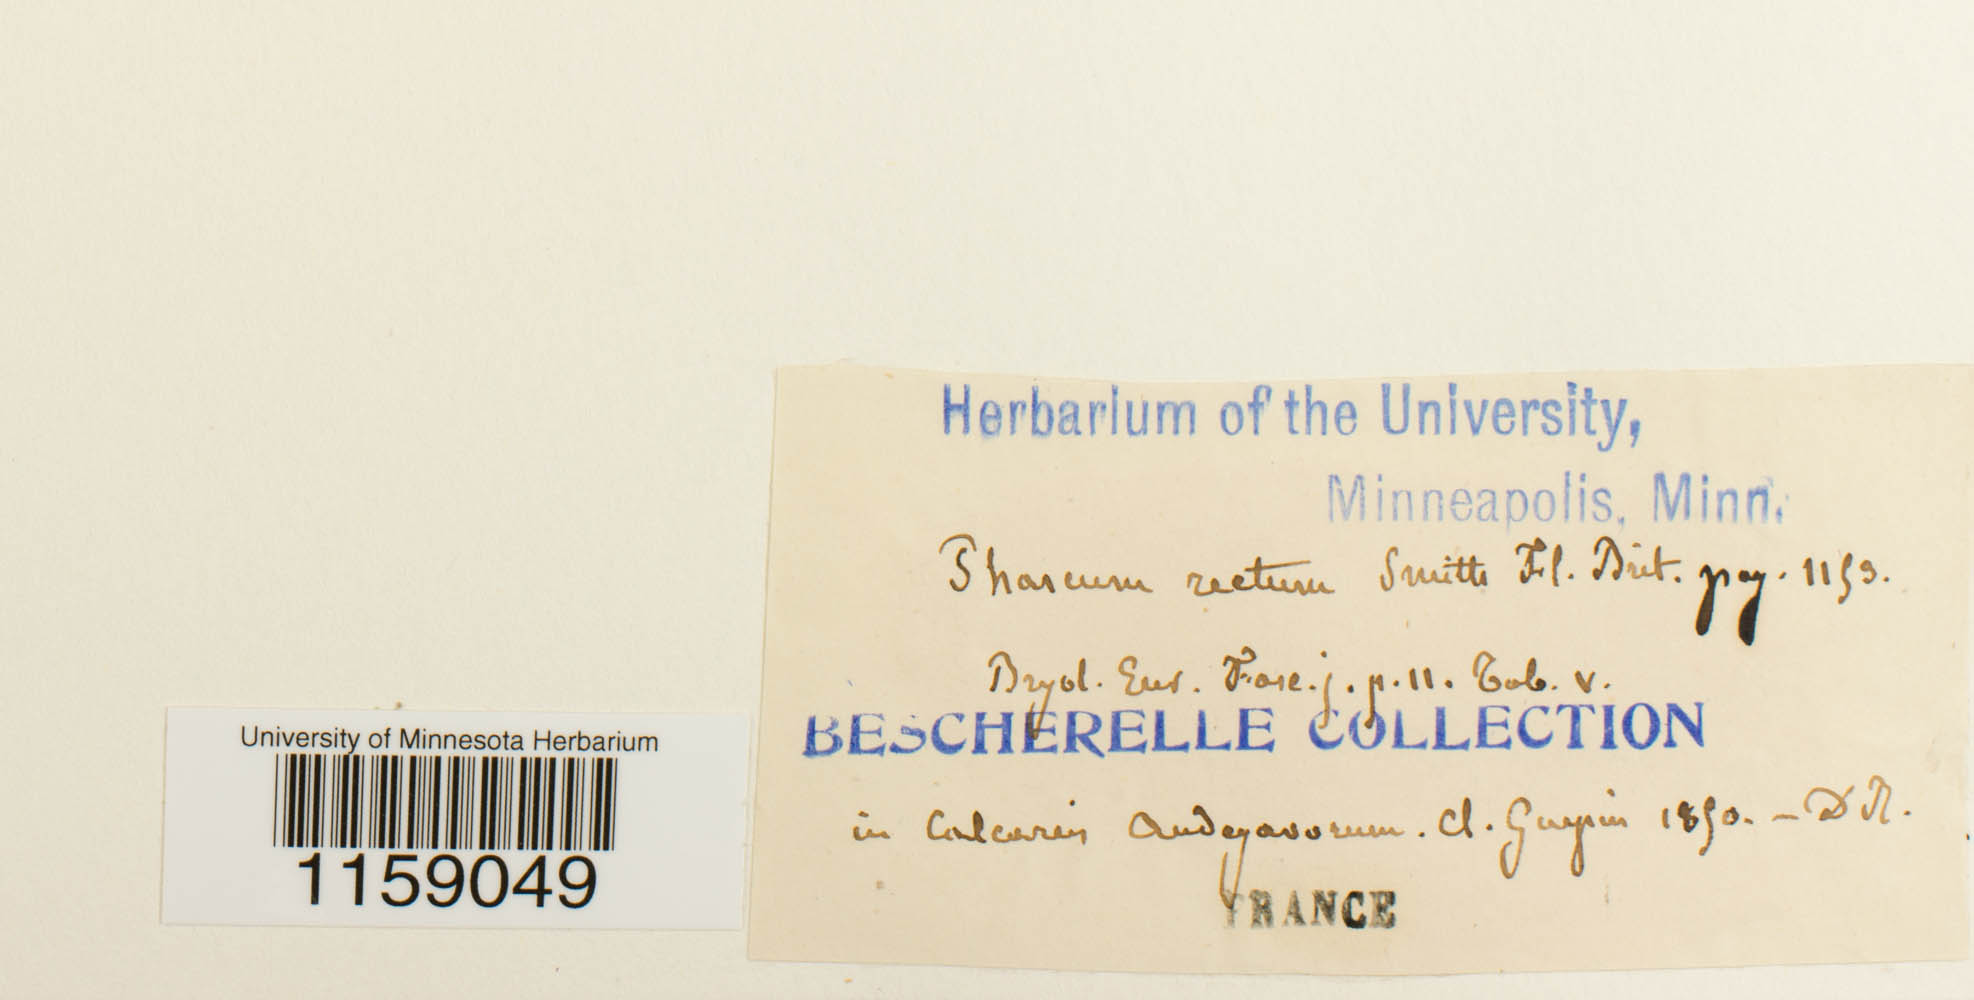 Herbarium of the University,
Minneapolis, Minn.
Phascum rectum Smith Fl. Brit. pag. 1153.
Bryol. Eur. Fasc. j. p. 11. Tab. v.
BESCHERELLE COLLECTION
in Calcareis Andegavorum. Cl. Guepin 1850. - DR.
FRANCE
University of Minnesota Herbarium
1159049